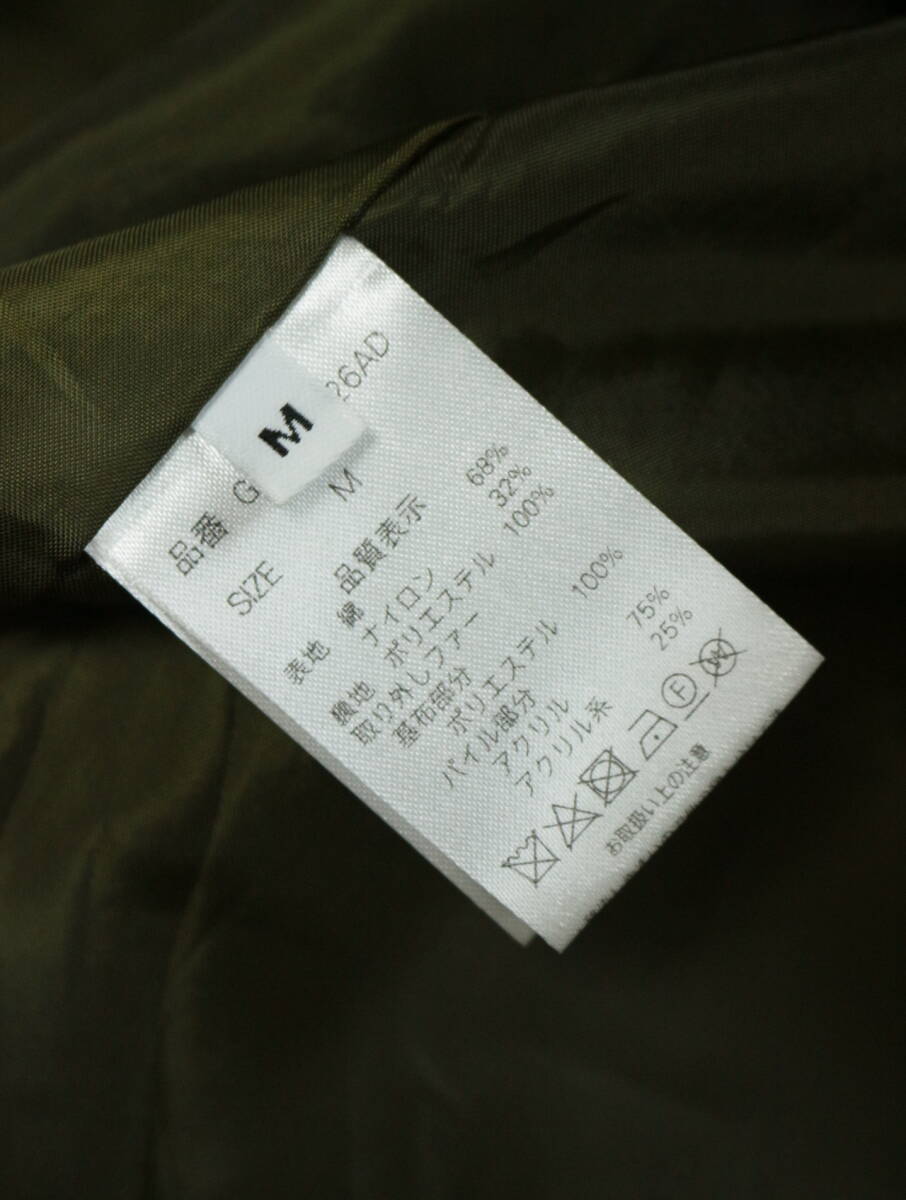 M
品番 G 26AD
SIZE M
品質表示
表地 綿 68%
ナイロン 32%
裏地 ポリエステル 100%
取り外しファー
基布部分
ポリエステル 100%
パイル部分
アクリル 75%
アクリル系 25%
F W
お取扱い上の注意